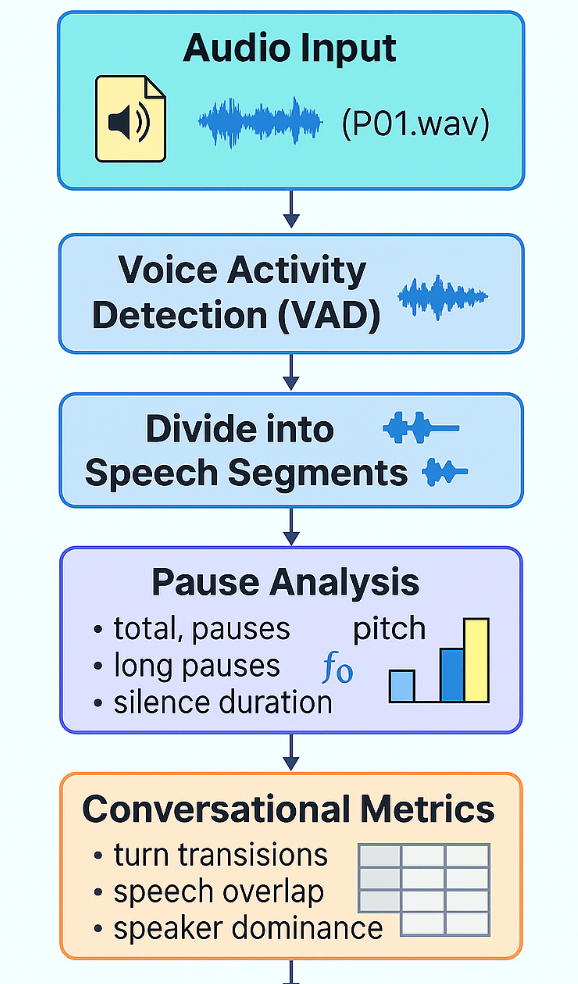 Audio Input
(P01.wav)
Voice Activity
Detection (VAD)
Divide into
Speech Segments
Pause Analysis
• total, pauses
pitch
• long pauses
f0
• silence duration
Conversational Metrics
• turn transisions
• speech overlap
• speaker dominance